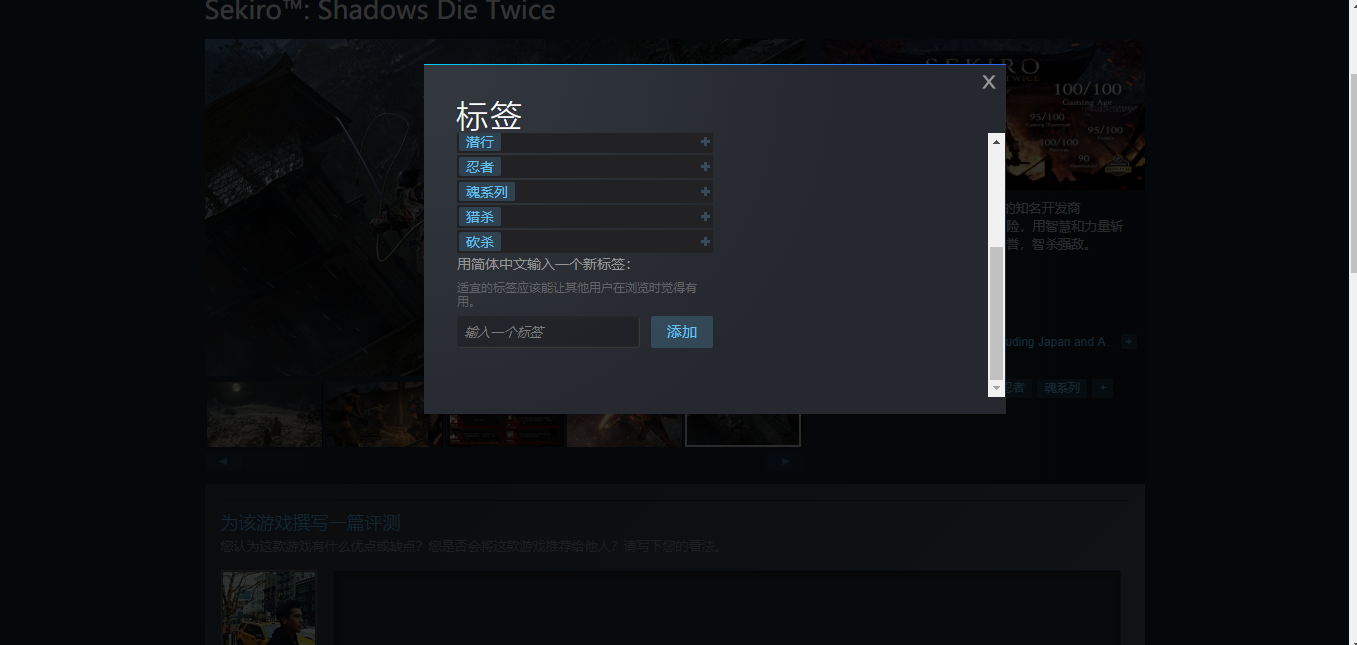 Sekiro™: Shadows Die Twice
SEKIRO
100/100
Gaming Age
95/100
95/100
100/100
90
X
标签
潜行
忍者
魂系列
猎杀
砍杀
用简体中文输入一个新标签：
适宜的标签应该能让其他用户在浏览时觉得有
用。
输入一个标签
添加
的知名开发商
险，用智慧和力量斩
誉，智杀强敌。
uding Japan and A...
忍者
魂系列
为该游戏撰写一篇评测
您认为这款游戏有什么优点或缺点？您是否会将这款游戏推荐给他人？请写下您的看法。